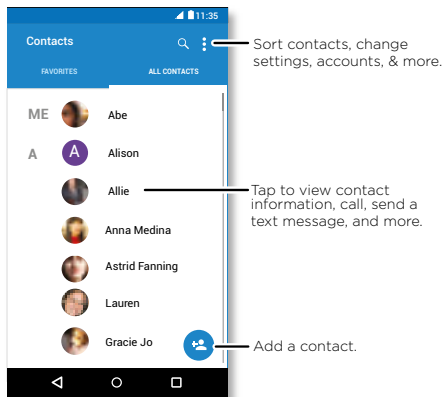 11:35
Contacts
FAVORITES
ALL CONTACTS
ME
Abe
A
A
Alison
Allie
Anna Medina
Astrid Fanning
Lauren
Gracie Jo
Sort contacts, change
settings, accounts, & more.
Tap to view contact
information, call, send a
text message, and more.
Add a contact.